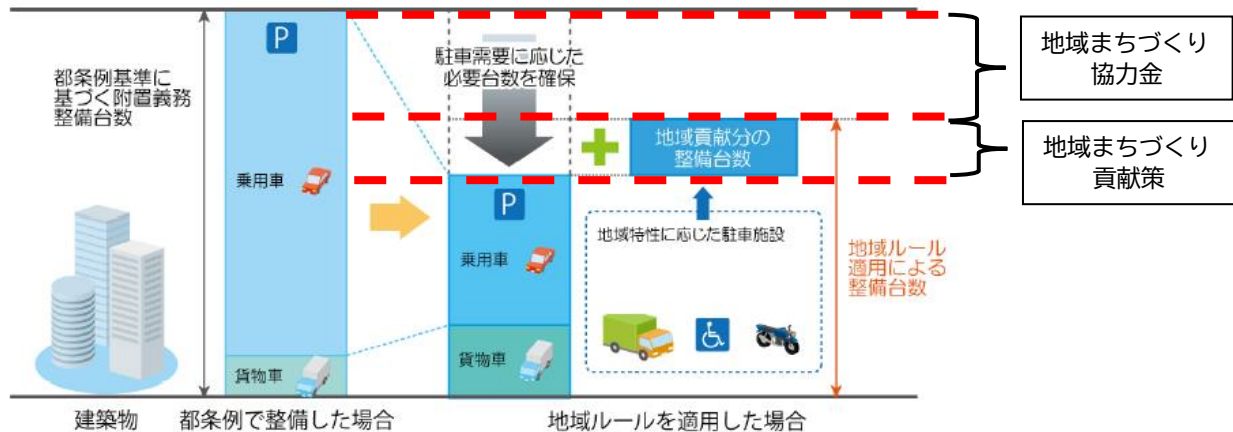 都条例基準に
基づく附置義務
整備台数
P
乗用車
貨物車
駐車需要に応じた
必要台数を確保
P
乗用車
貨物車
地域貢献分の
整備台数
地域特性に応じた駐車施設
地域ルール
適用による
整備台数
地域まちづくり
協力金
地域まちづくり
貢献策
建築物
都条例で整備した場合
地域ルールを適用した場合